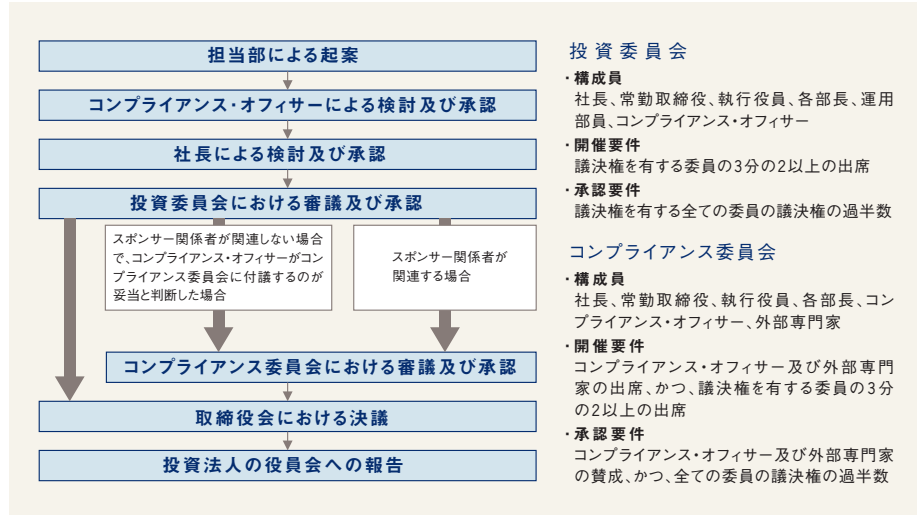 担当部による起案
コンプライアンス・オフィサーによる検討及び承認
社長による検討及び承認
投資委員会における審議及び承認
スポンサー関係者が関連しない場合
で、コンプライアンス・オフィサーがコン
プライアンス委員会に付議するのが
妥当と判断した場合
スポンサー関係者が
関連する場合
コンプライアンス委員会における審議及び承認
取締役会における決議
投資法人の役員会への報告
投資委員会
・構成員
社長、常勤取締役、執行役員、各部長、運用
部員、コンプライアンス・オフィサー
・開催要件
議決権を有する委員の3分の2以上の出席
・承認要件
議決権を有する全ての委員の議決権の過半数
コンプライアンス委員会
・構成員
社長、常勤取締役、執行役員、各部長、コン
プライアンス・オフィサー、外部専門家
・開催要件
コンプライアンス・オフィサー及び外部専門
家の出席、かつ、議決権を有する委員の3分
の2以上の出席
・承認要件
コンプライアンス・オフィサー及び外部専門家
の賛成、かつ、全ての委員の議決権の過半数